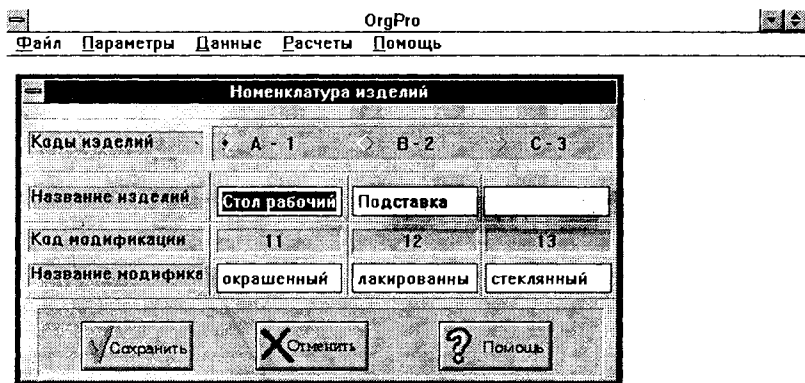 OrgPro
Файл Параметры Данные Расчеты Помощь
Номенклатура изделий
Коды изделий A - 1 B - 2 C - 3
Название изделий Стол рабочий Подставка
Код модификации 11 12 13
Название модифика окрашенный лакированны стеклянный
Сохранить Отменить Помощь